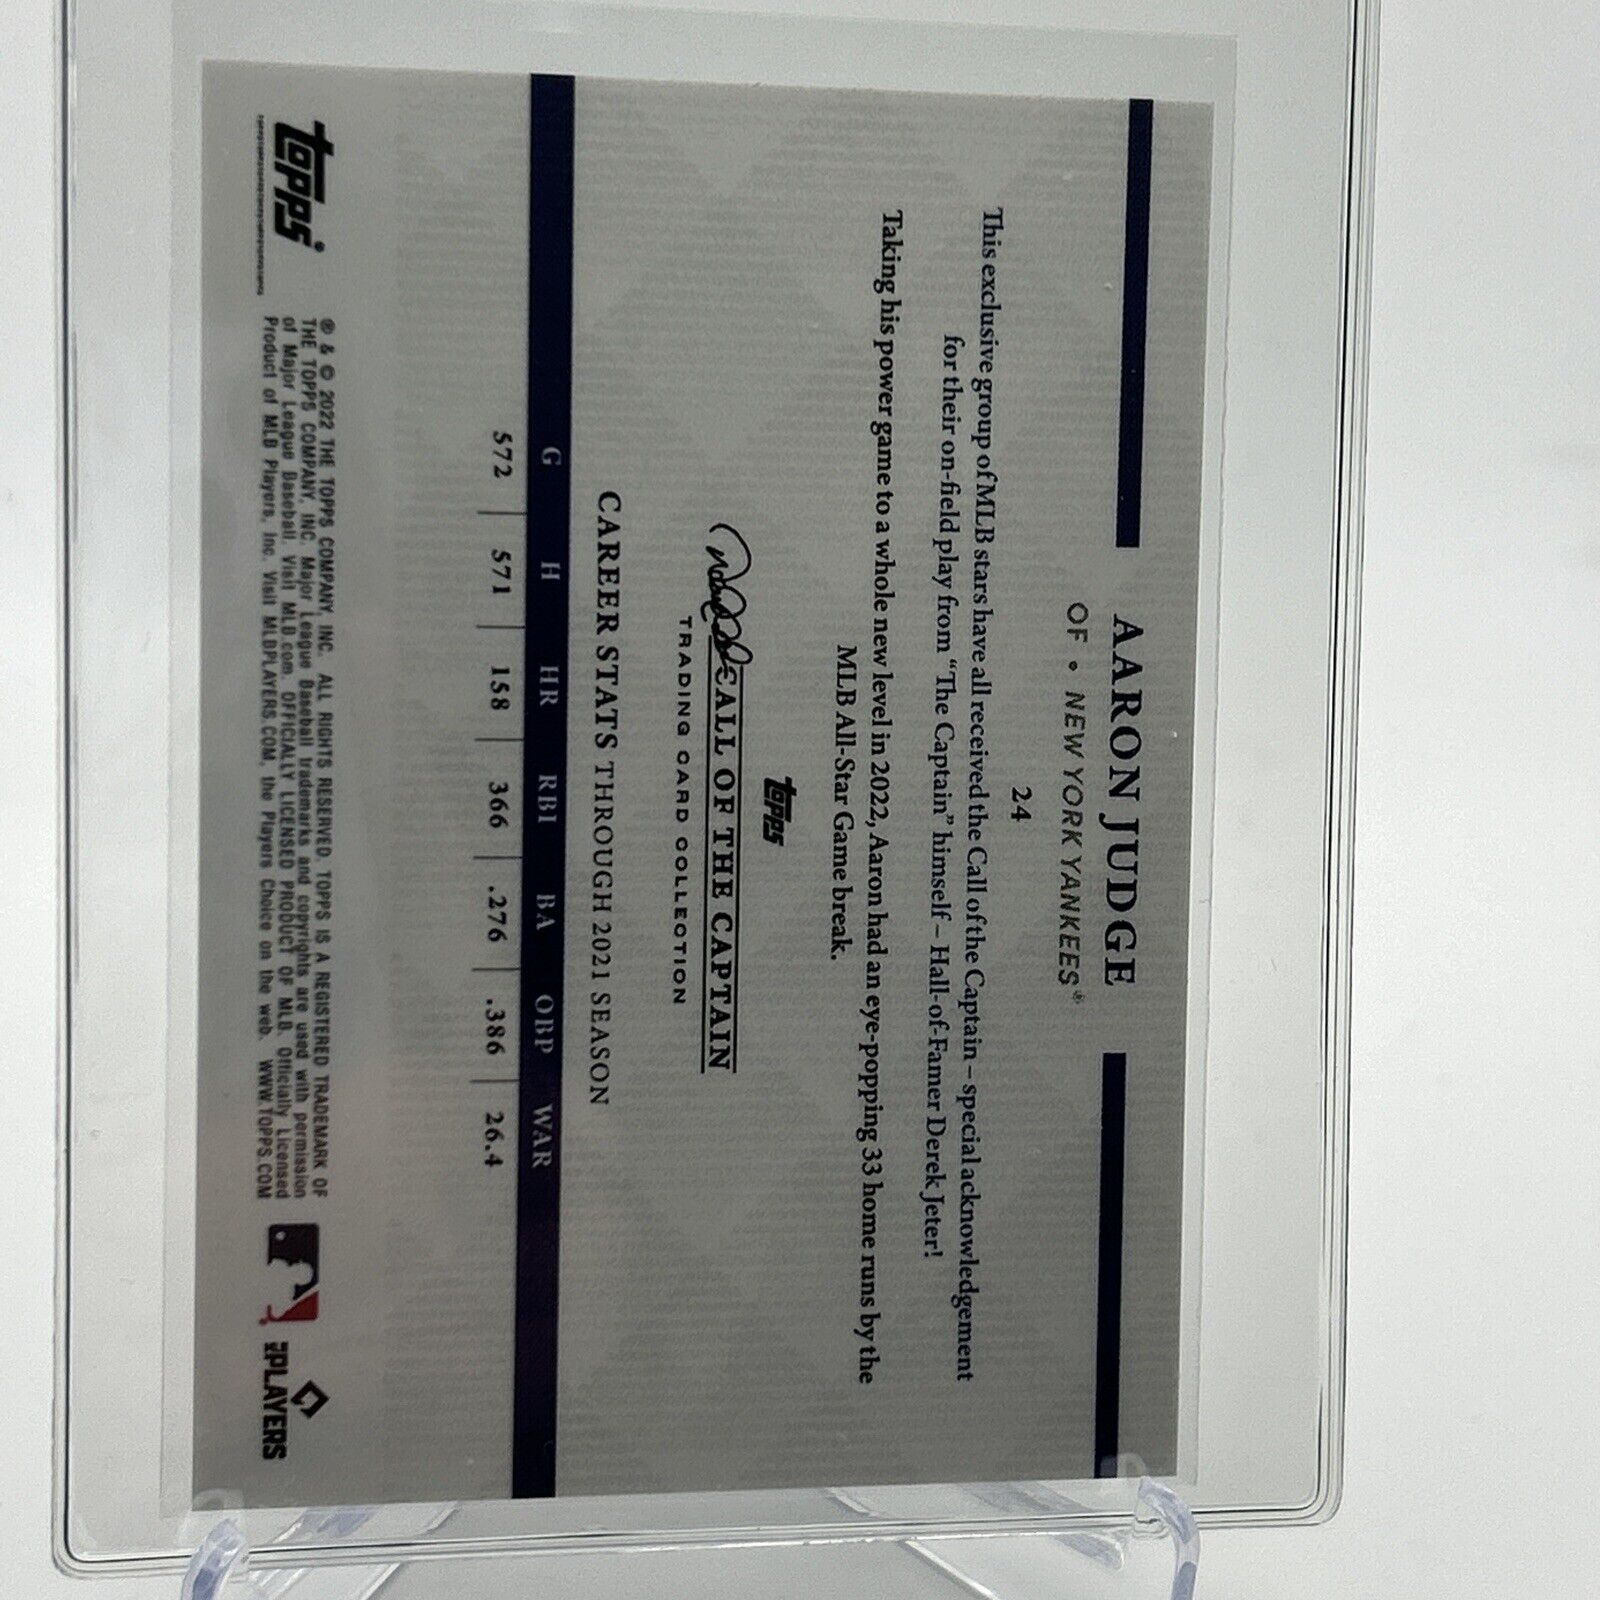 AARON JUDGE
OF • NEW YORK YANKEES®
24
This exclusive group of MLB stars have all received the Call of the Captain – special acknowledgement
for their on-field play from “The Captain” himself – Hall-of-Famer Derek Jeter!
Taking his power game to a whole new level in 2022, Aaron had an eye-popping 33 home runs by the
MLB All-Star Game break.
topps
CALL OF THE CAPTAIN
TRADING CARD COLLECTION
CAREER STATS THROUGH 2021 SEASON
G H HR RBI BA OBP WAR
572 571 158 366 .276 .386 26.4
topps®
® & © 2022 THE TOPPS COMPANY, INC. ALL RIGHTS RESERVED. TOPPS IS A REGISTERED TRADEMARK OF
THE TOPPS COMPANY, INC. Major League Baseball trademarks and copyrights are used with permission
of Major League Baseball. Visit MLB.com. OFFICIALLY LICENSED PRODUCT OF MLB. Officially Licensed
Product of MLB Players, Inc. Visit MLBPLAYERS.COM, the Players Choice on the web. WWW.TOPPS.COM
PLAYERS